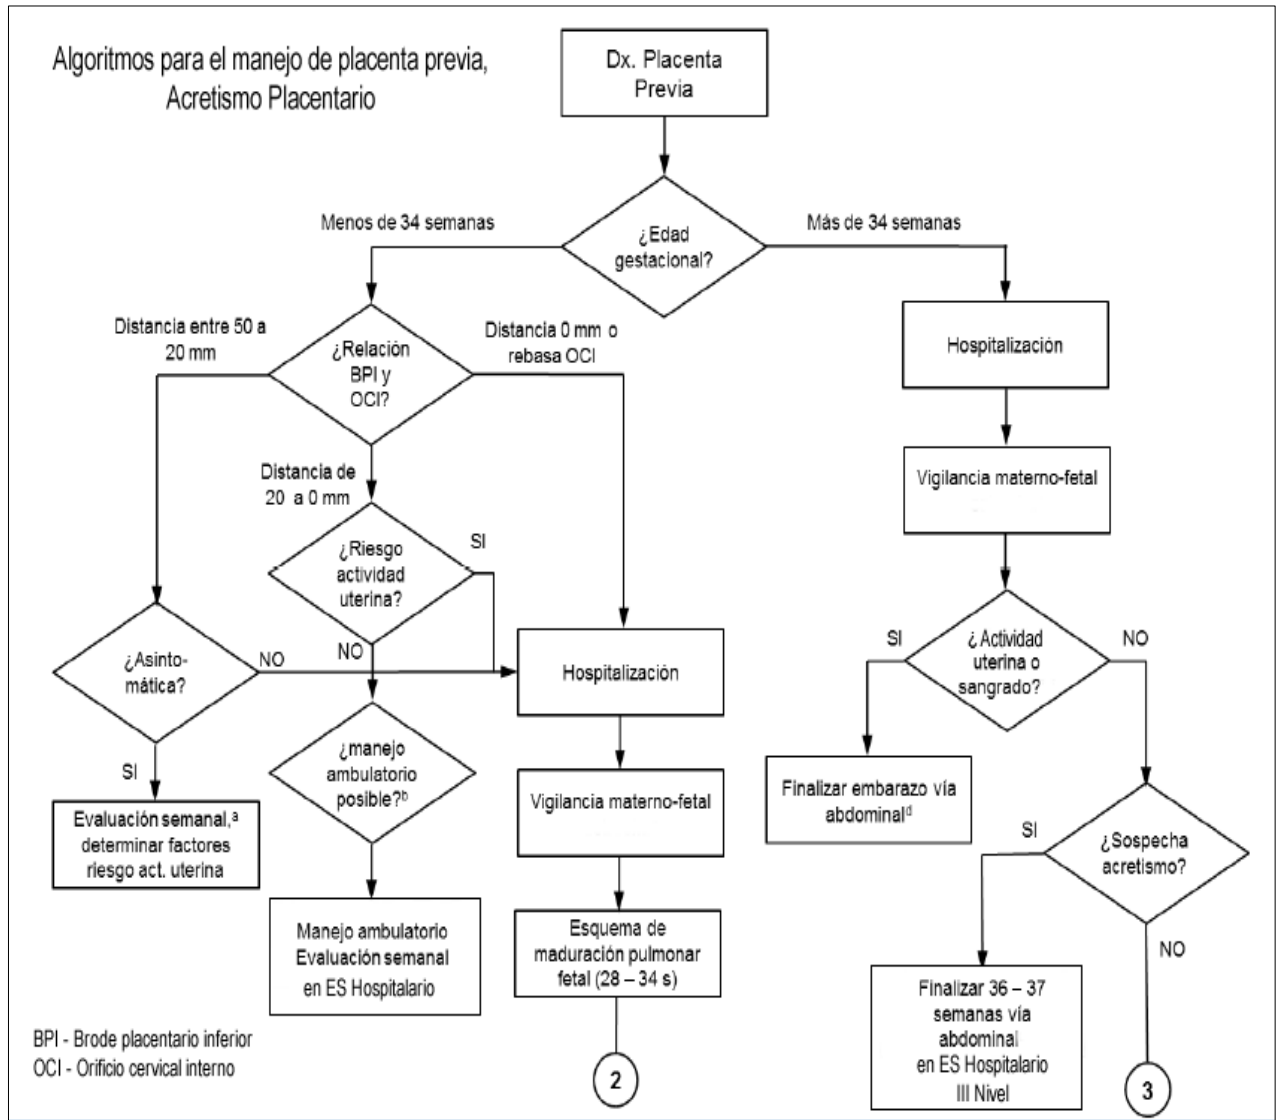 Algoritmos para el manejo de placenta previa,
Acretismo Placentario
Dx. Placenta
Previa
¿Edad
gestacional?
Menos de 34 semanas
Más de 34 semanas
¿Relación
BPI y
OCI?
Distancia entre 50 a
20 mm
Distancia 0 mm o
rebasa OCI
Distancia de
20 a 0 mm
¿Riesgo
actividad
uterina?
SI
NO
¿Asinto-
mática?
NO
SI
Evaluación semanal,ª
determinar factores
riesgo act. uterina
¿manejo
ambulatorio
posible?ᵇ
Manejo ambulatorio
Evaluación semanal
en ES Hospitalario
Hospitalización
Vigilancia materno-fetal
Esquema de
maduración pulmonar
fetal (28 – 34 s)
2
Hospitalización
Vigilancia materno-fetal
¿Actividad
uterina o
sangrado?
SI
NO
Finalizar embarazo vía
abdominalᵈ
¿Sospecha
acretismo?
SI
NO
Finalizar 36 – 37
semanas vía
abdominal
en ES Hospitalario
III Nivel
3
BPI - Brode placentario inferior
OCI - Orificio cervical interno